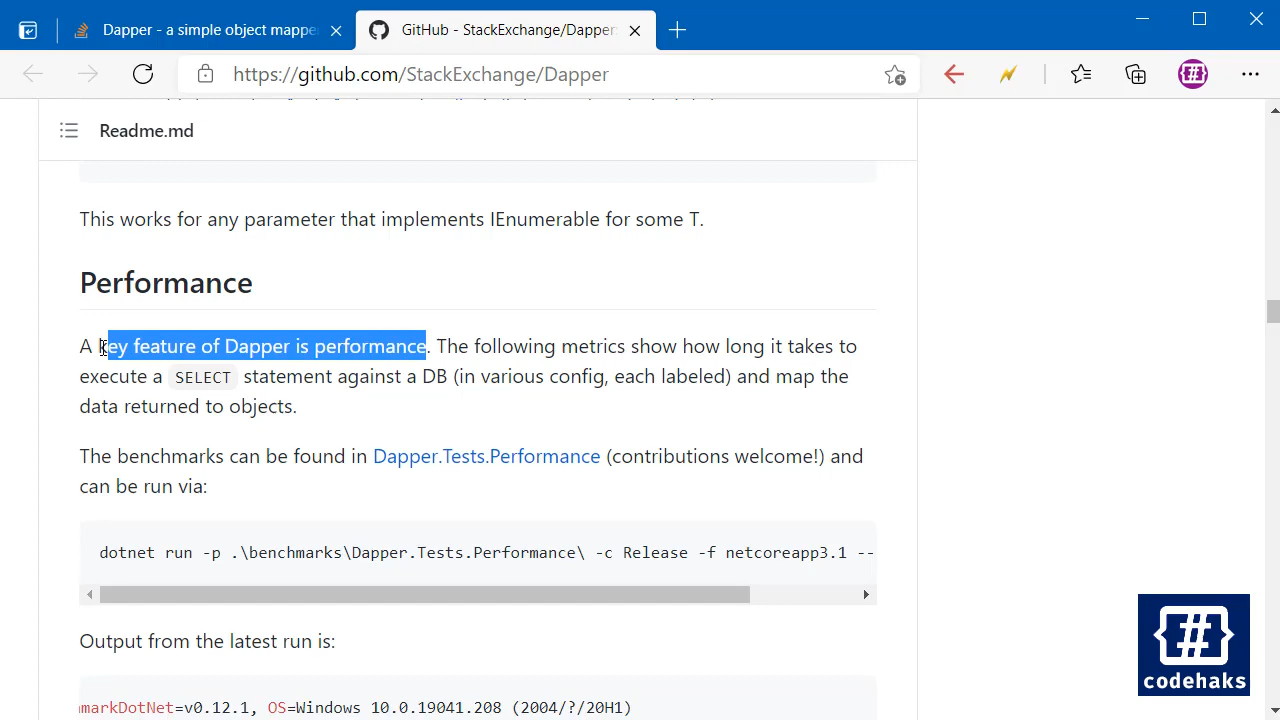 Dapper - a simple object mappe
GitHub - StackExchange/Dapper:
https://github.com/StackExchange/Dapper
Readme.md
This works for any parameter that implements IEnumerable for some T.
Performance
A key feature of Dapper is performance. The following metrics show how long it takes to
execute a SELECT statement against a DB (in various config, each labeled) and map the
data returned to objects.
The benchmarks can be found in Dapper.Tests.Performance (contributions welcome!) and
can be run via:
dotnet run -p .\benchmarks\Dapper.Tests.Performance\ -c Release -f netcoreapp3.1 --
Output from the latest run is:
markDotNet=v0.12.1, OS=Windows 10.0.19041.208 (2004/?/20H1)
{#}
codehaks